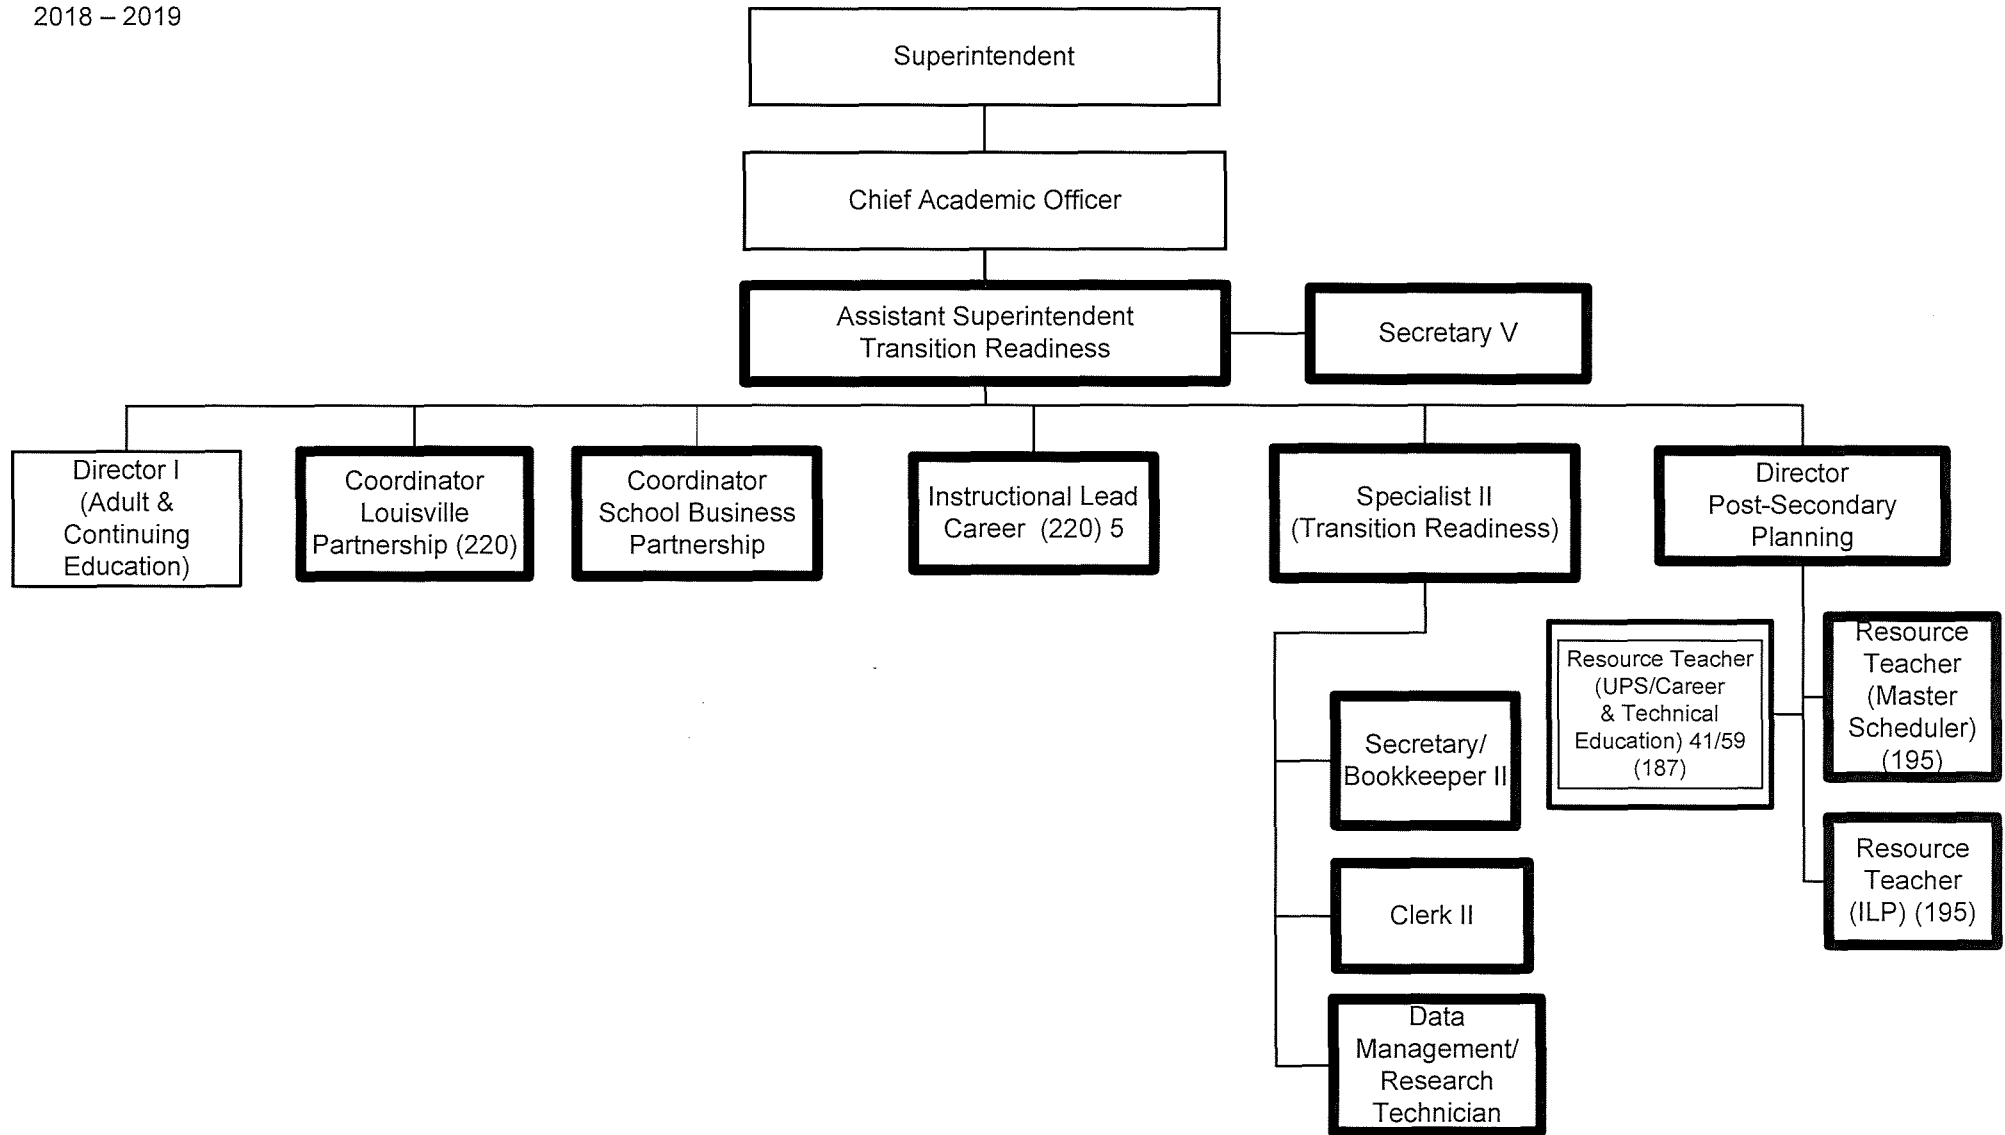 2018 – 2019
Superintendent
Chief Academic Officer
Assistant Superintendent
Transition Readiness
Secretary V
Director I
(Adult &
Continuing
Education)
Coordinator
Louisville
Partnership (220)
Coordinator
School Business
Partnership
Instructional Lead
Career (220) 5
Specialist II
(Transition Readiness)
Director
Post-Secondary
Planning
Secretary/
Bookkeeper II
Clerk II
Data
Management/
Research
Technician
Resource Teacher
(UPS/Career
& Technical
Education) 41/59
(187)
Resource
Teacher
(Master
Scheduler)
(195)
Resource
Teacher
(ILP) (195)